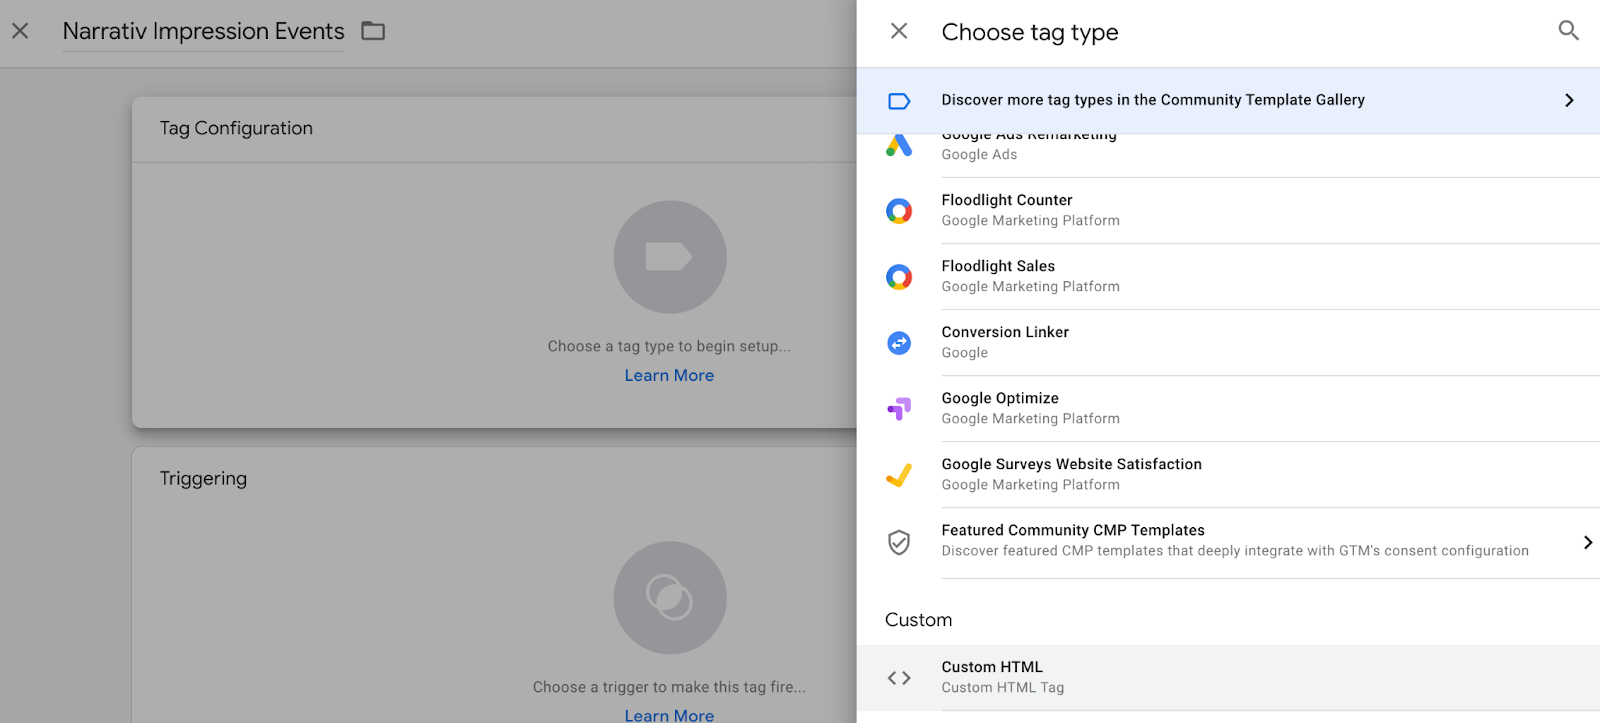 Narrativ Impression Events
Tag Configuration
Choose a tag type to begin setup...
Learn More
Triggering
Choose a trigger to make this tag fire...
Learn More
Choose tag type
Discover more tag types in the Community Template Gallery
Google Ads Remarketing
Google Ads
Floodlight Counter
Google Marketing Platform
Floodlight Sales
Google Marketing Platform
Conversion Linker
Google
Google Optimize
Google Marketing Platform
Google Surveys Website Satisfaction
Google Marketing Platform
Featured Community CMP Templates
Discover featured CMP templates that deeply integrate with GTM's consent configuration
Custom
Custom HTML
Custom HTML Tag